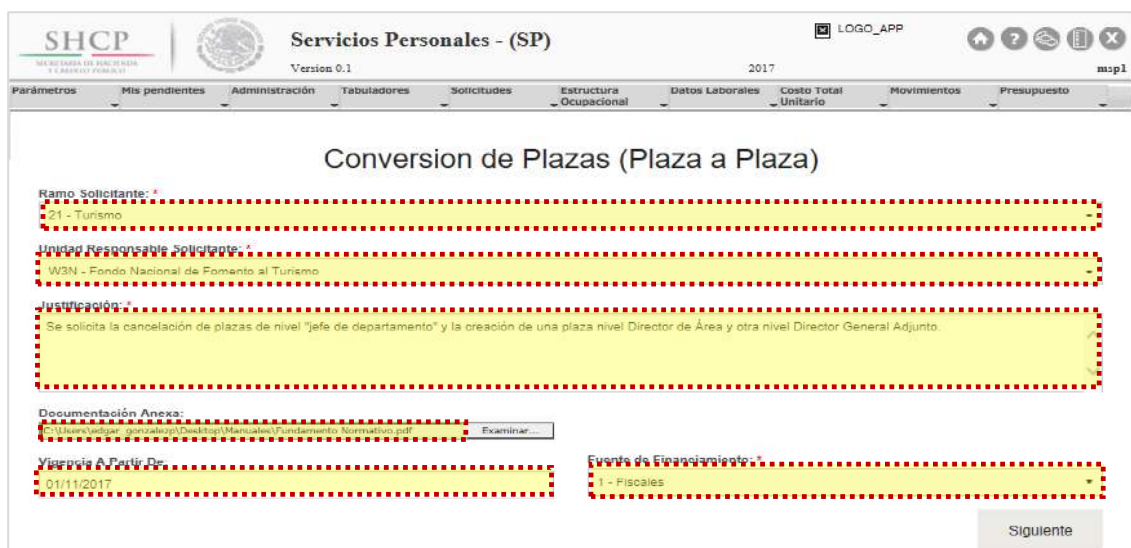 SHCP
SECRETARÍA DE HACIENDA
Y CRÉDITO PÚBLICO
Servicios Personales - (SP)
LOGO_APP
Version 0.1
2017
msp1
Parámetros
Mis pendientes
Administración
Tabuladores
Solicitudes
Estructura
Ocupacional
Datos Laborales
Costo Total
Unitario
Movimientos
Presupuesto
Conversion de Plazas (Plaza a Plaza)
Ramo Solicitante: *
21 - Turismo
Unidad Responsable Solicitante: *
W3N - Fondo Nacional de Fomento al Turismo
Justificación: *
Se solicita la cancelación de plazas de nivel "jefe de departamento" y la creación de una plaza nivel Director de Área y otra nivel Director General Adjunto.
Documentación Anexa:
C:\Users\edgar_gonzalezp\Desktop\Manuales\Fundamento Normativo.pdf
Examinar...
Vigencia A Partir De:
01/11/2017
Fuente de Financiamiento: *
1 - Fiscales
Siguiente